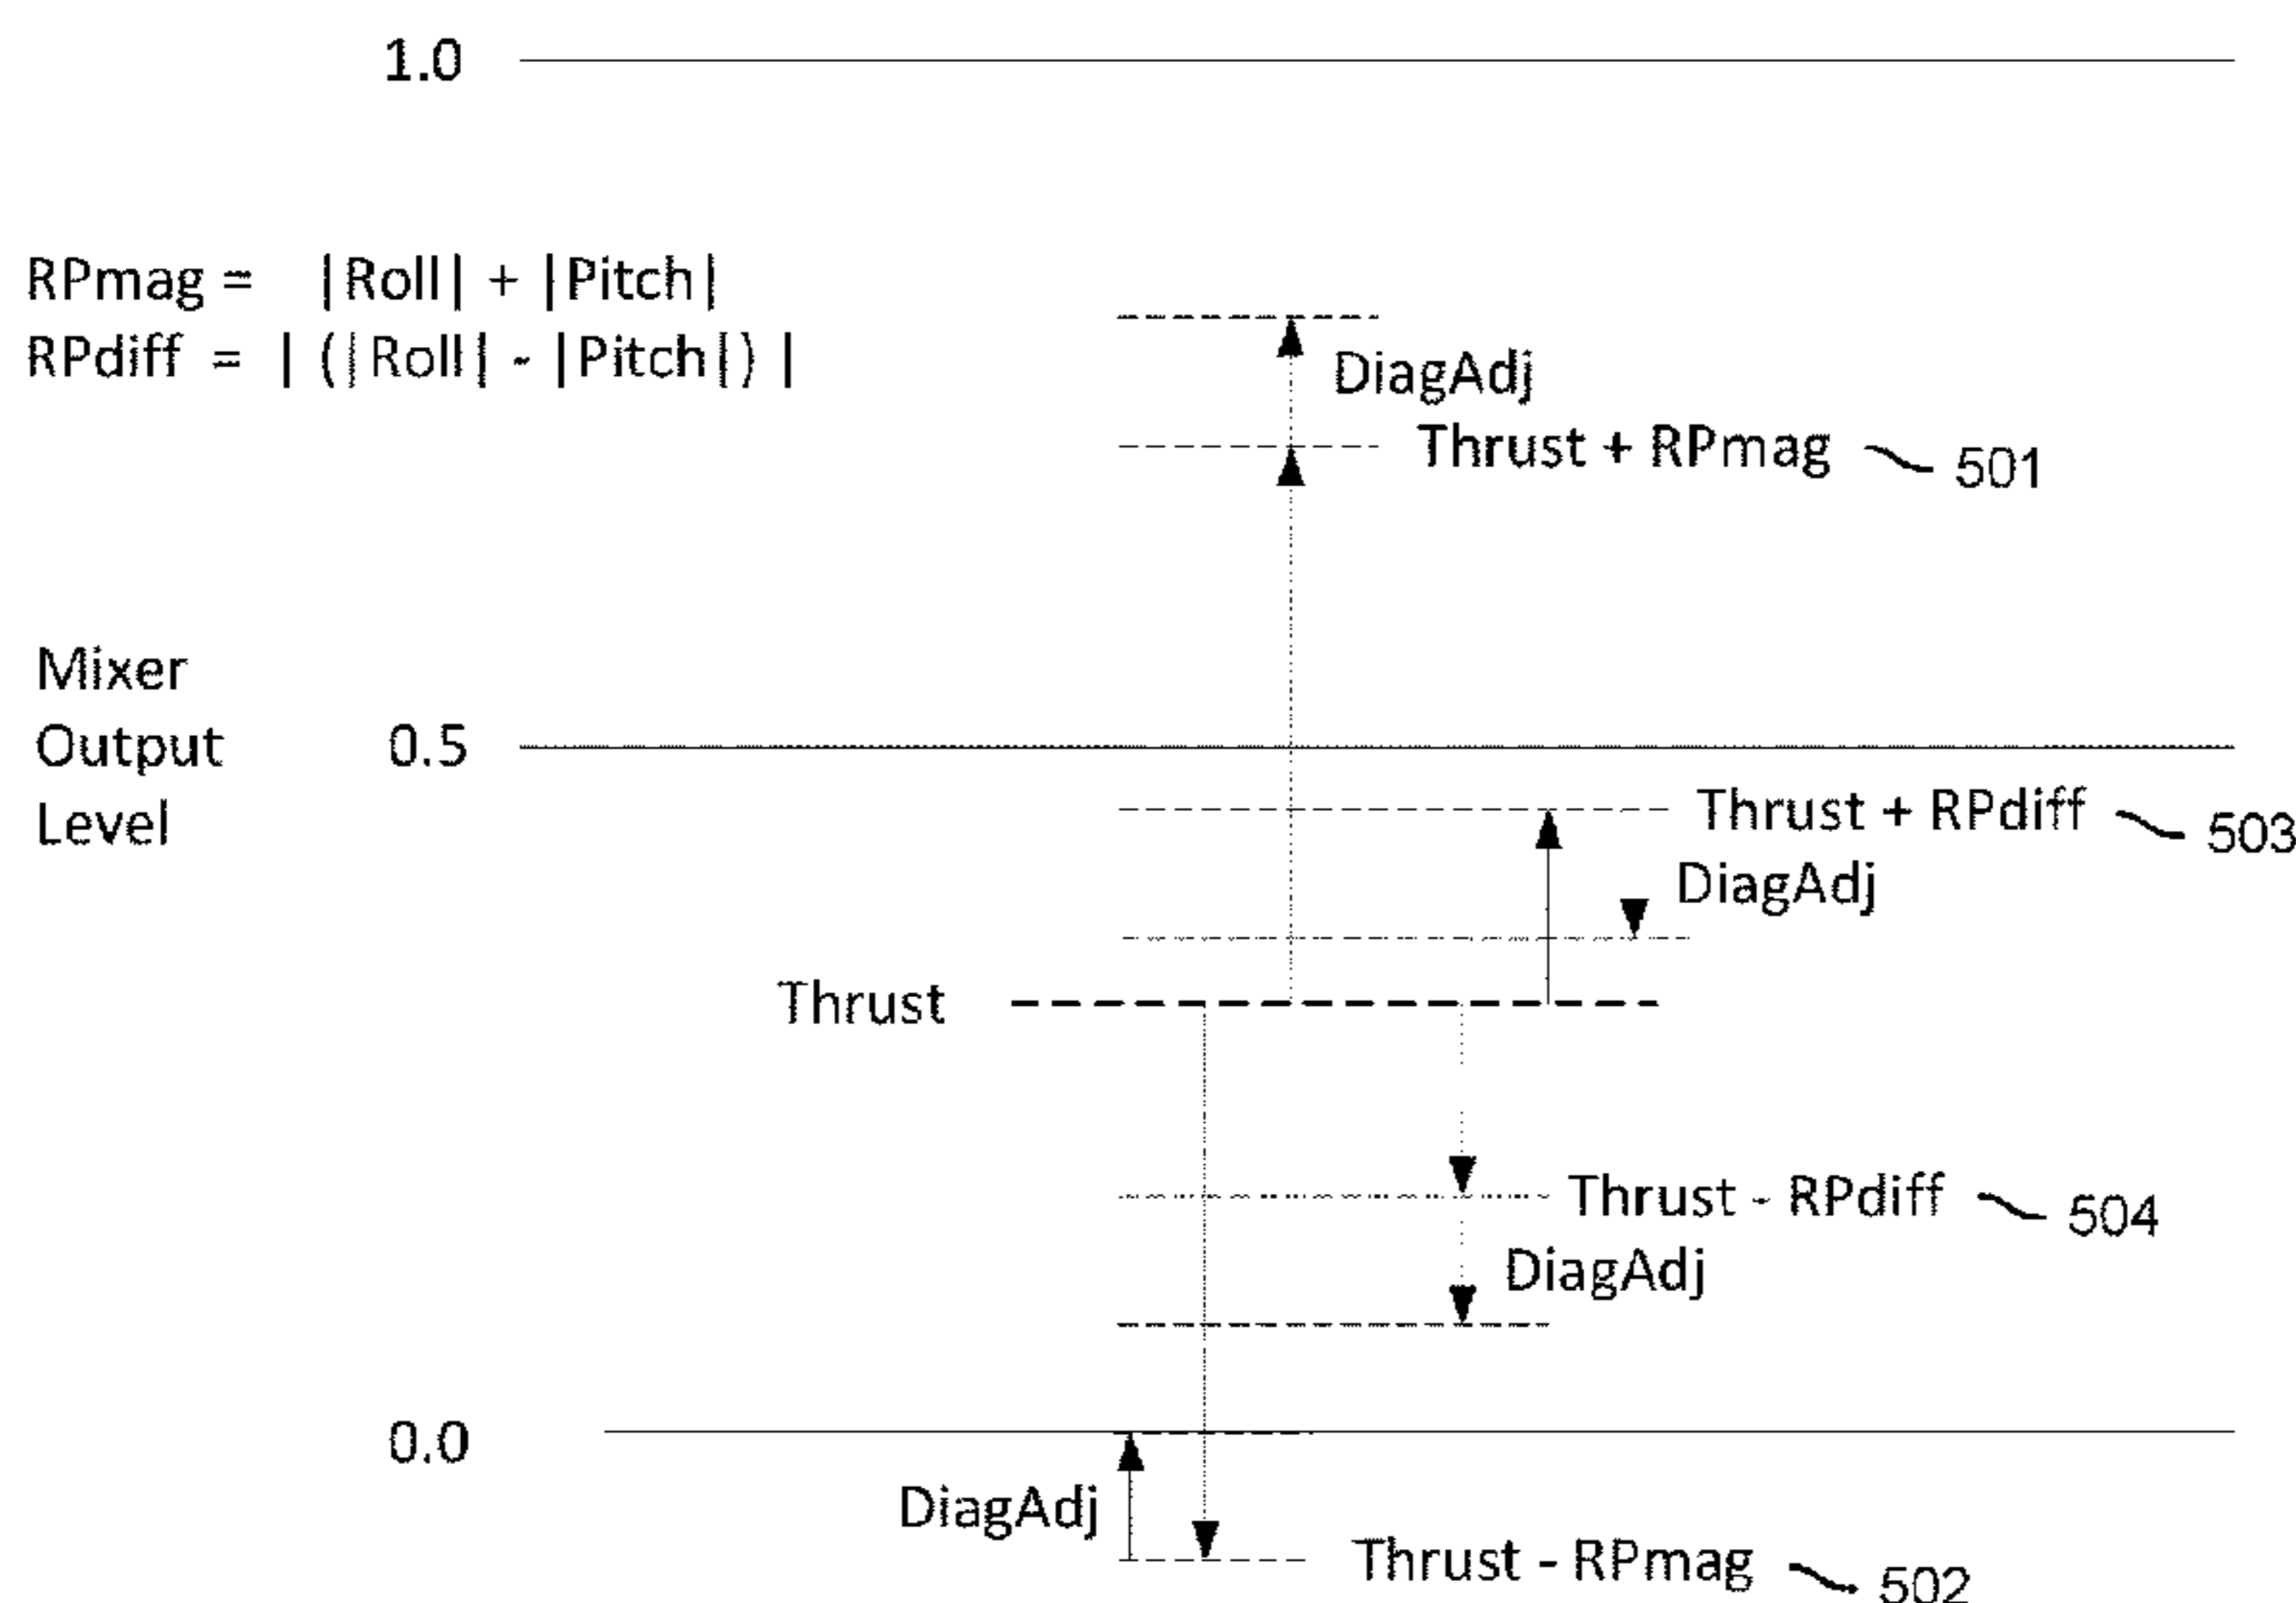 1.0
RPmag = |Roll| + |Pitch|
RPdiff = | (|Roll| - |Pitch|) |
DiagAdj
Thrust + RPmag 501
Mixer
Output
Level
0.5
Thrust + RPdiff 503
DiagAdj
Thrust
Thrust - RPdiff 504
DiagAdj
0.0
DiagAdj
Thrust - RPmag 502